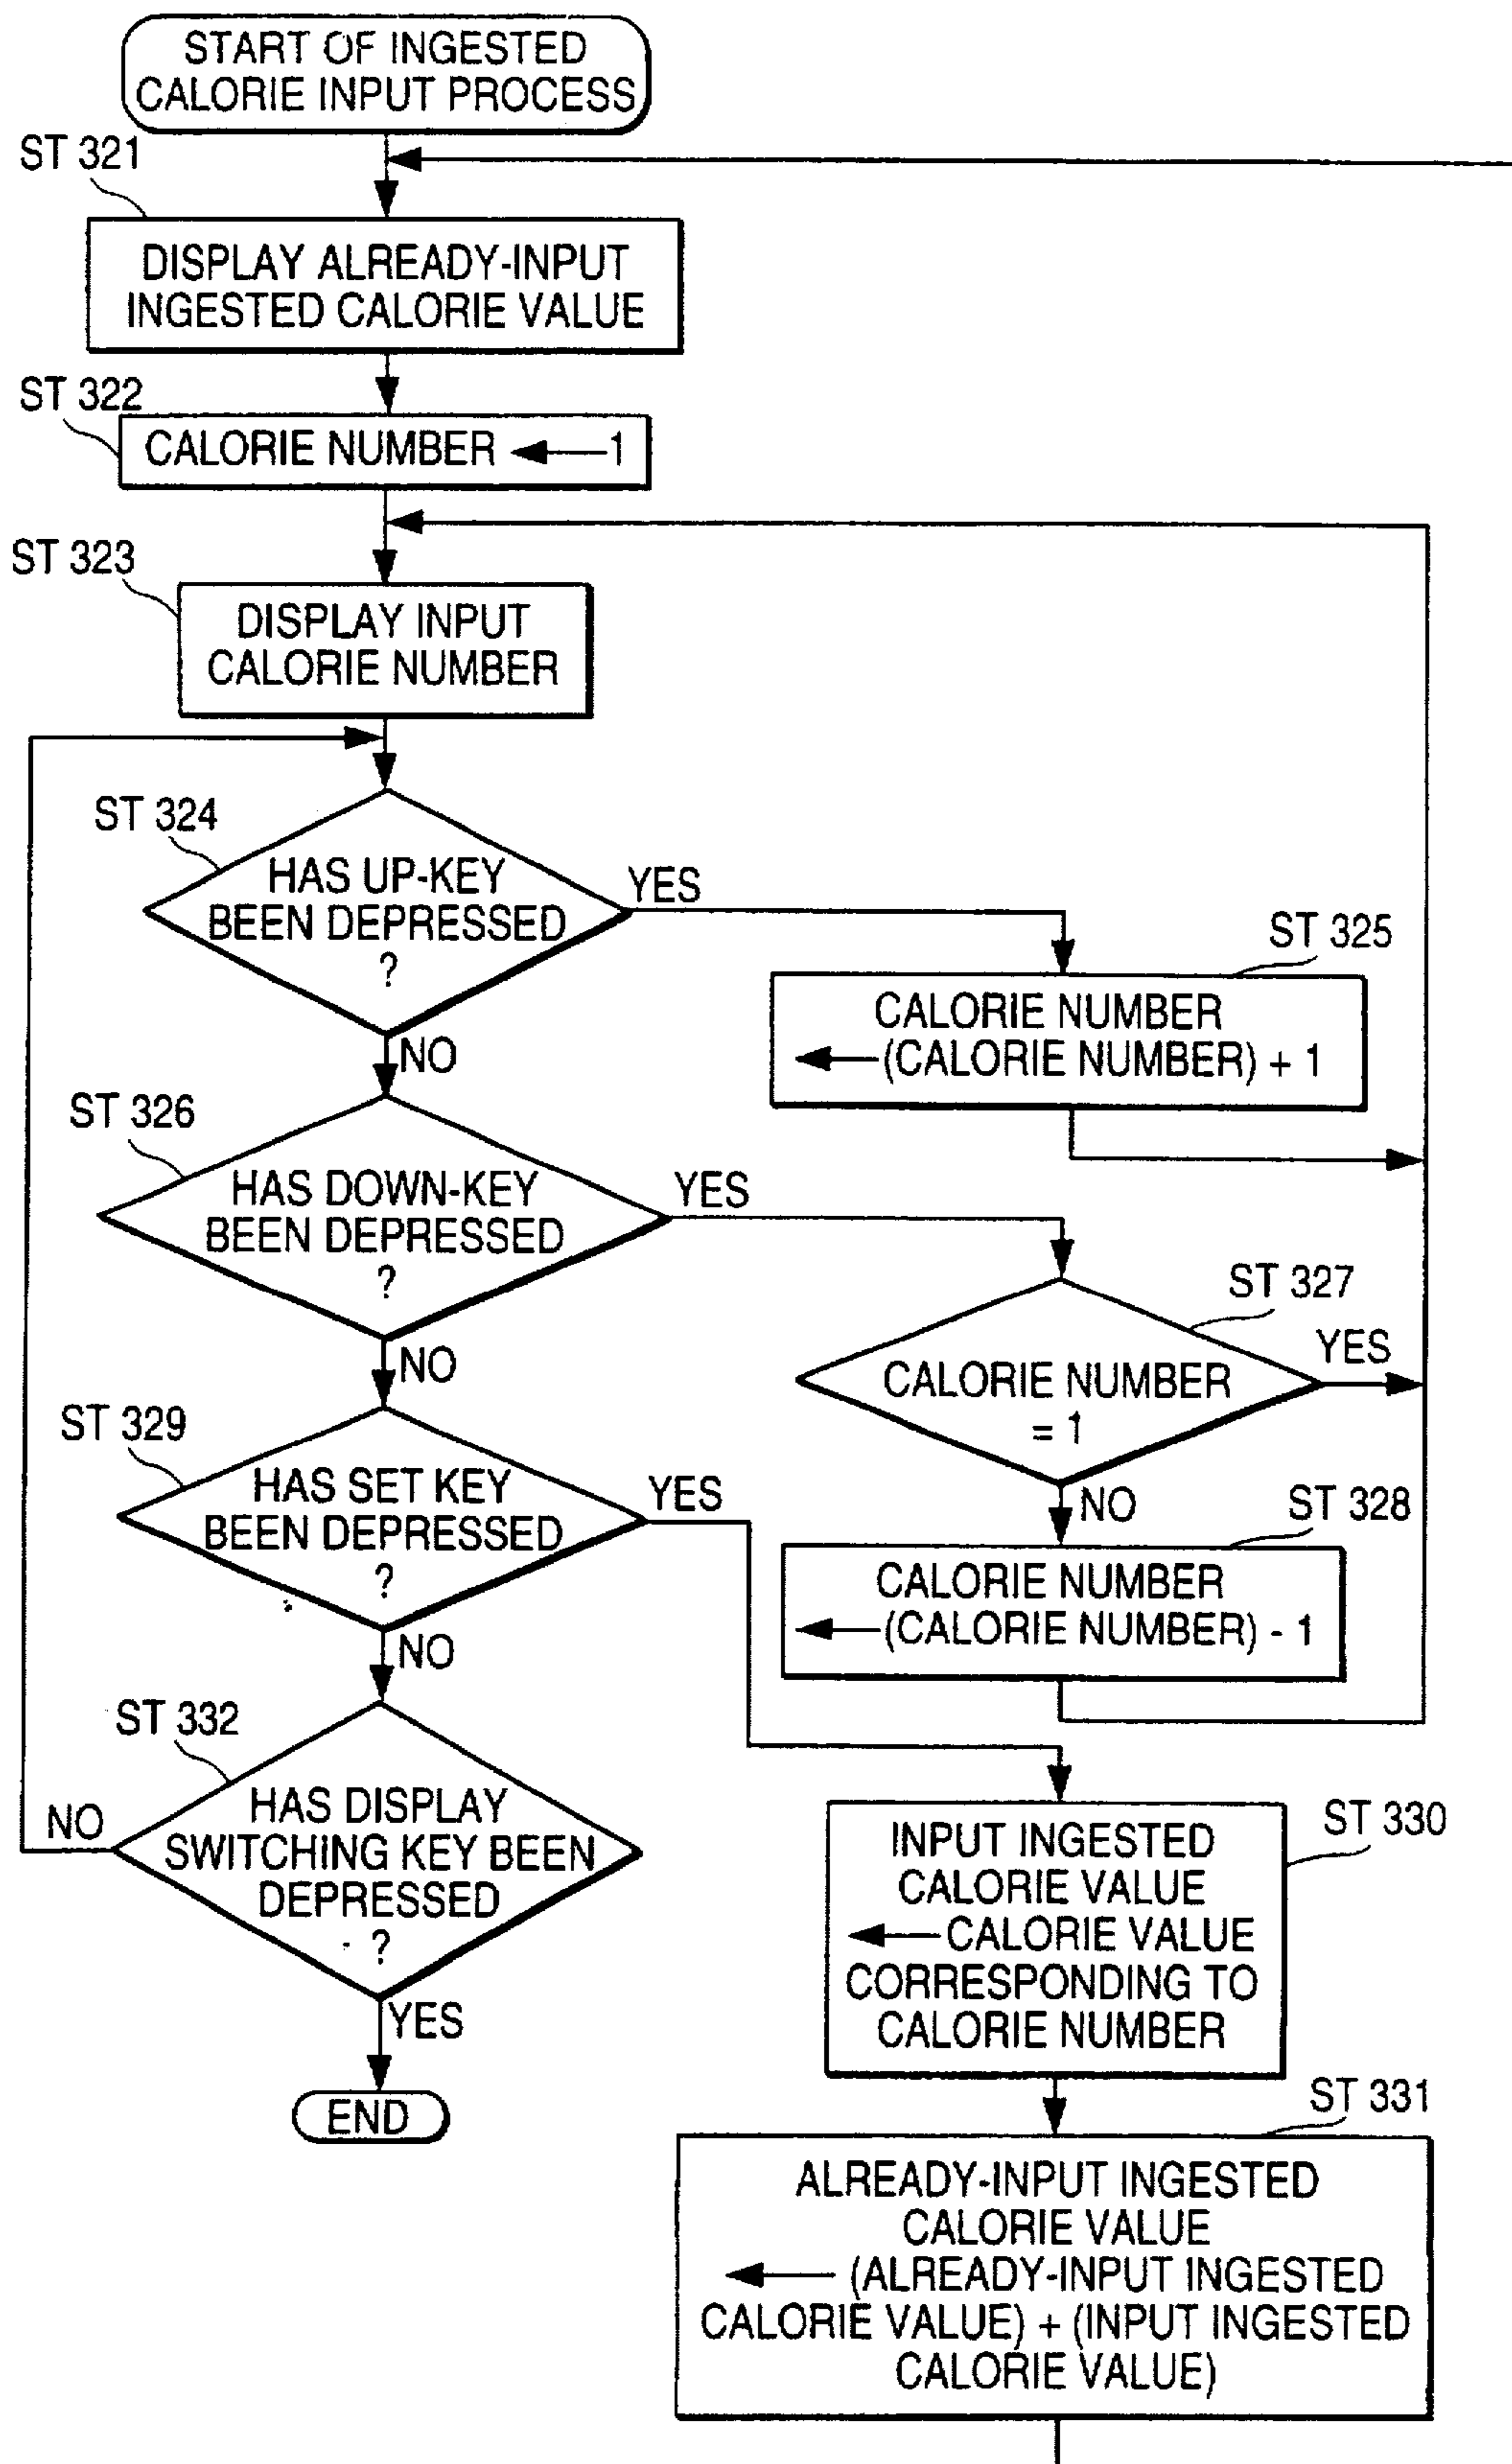 START OF INGESTED
CALORIE INPUT PROCESS
ST 321
DISPLAY ALREADY-INPUT
INGESTED CALORIE VALUE
ST 322
CALORIE NUMBER ← 1
ST 323
DISPLAY INPUT
CALORIE NUMBER
ST 324
HAS UP-KEY
BEEN DEPRESSED
?
YES
NO
ST 325
CALORIE NUMBER
← (CALORIE NUMBER) + 1
ST 326
HAS DOWN-KEY
BEEN DEPRESSED
?
YES
NO
ST 327
CALORIE NUMBER
= 1
YES
NO
ST 328
CALORIE NUMBER
← (CALORIE NUMBER) - 1
ST 329
HAS SET KEY
BEEN DEPRESSED
?
YES
NO
ST 332
HAS DISPLAY
SWITCHING KEY BEEN
DEPRESSED
?
NO
YES
END
ST 330
INPUT INGESTED
CALORIE VALUE
← CALORIE VALUE
CORRESPONDING TO
CALORIE NUMBER
ST 331
ALREADY-INPUT INGESTED
CALORIE VALUE
← (ALREADY-INPUT INGESTED
CALORIE VALUE) + (INPUT INGESTED
CALORIE VALUE)